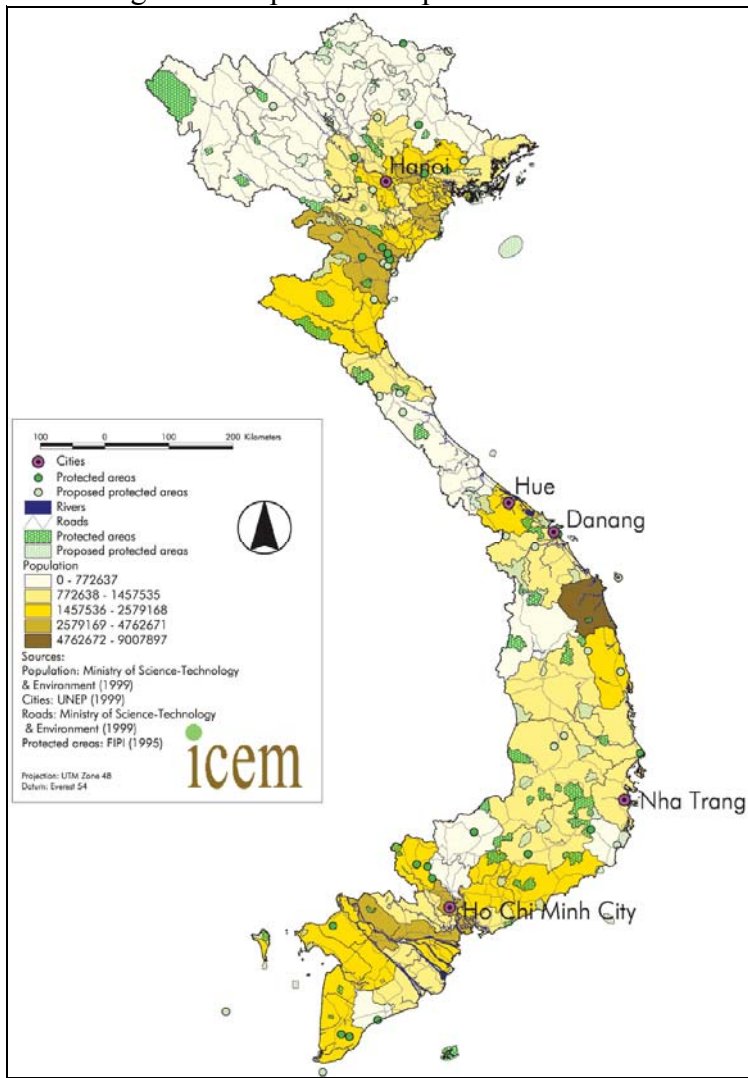 Hanoi
100 0 100 200 Kilometers
Cities
Protected areas
Proposed protected areas
Rivers
Roads
Protected areas
Proposed protected areas
Population
0 - 772637
772638 - 1457535
1457536 - 2579168
2579169 - 4762671
4762672 - 9007897
Sources:
Population: Ministry of Science-Technology
& Environment (1999)
Cities: UNEP (1999)
Roads: Ministry of Science-Technology
& Environment (1999)
Protected areas: FIPI (1995)
icem
Projection: UTM Zone 48
Datum: Everest 54
Hue
Danang
Nha Trang
Ho Chi Minh City